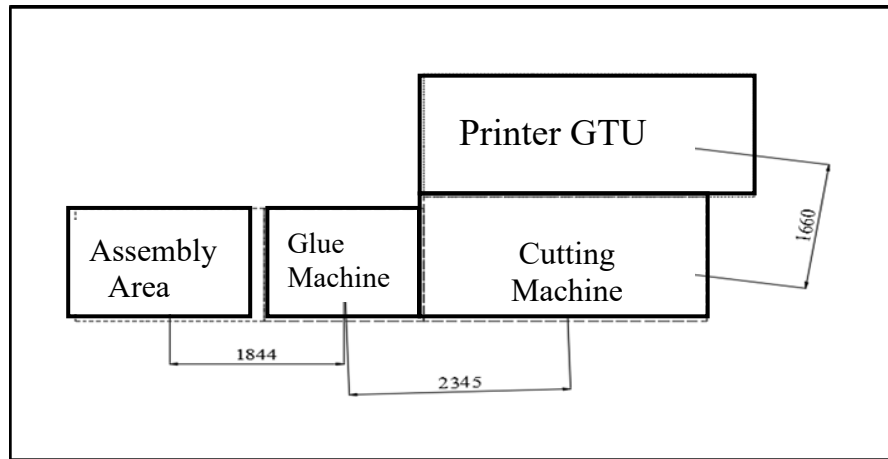 Printer GTU
1660
Assembly
Area
Glue
Machine
Cutting
Machine
1844
2345